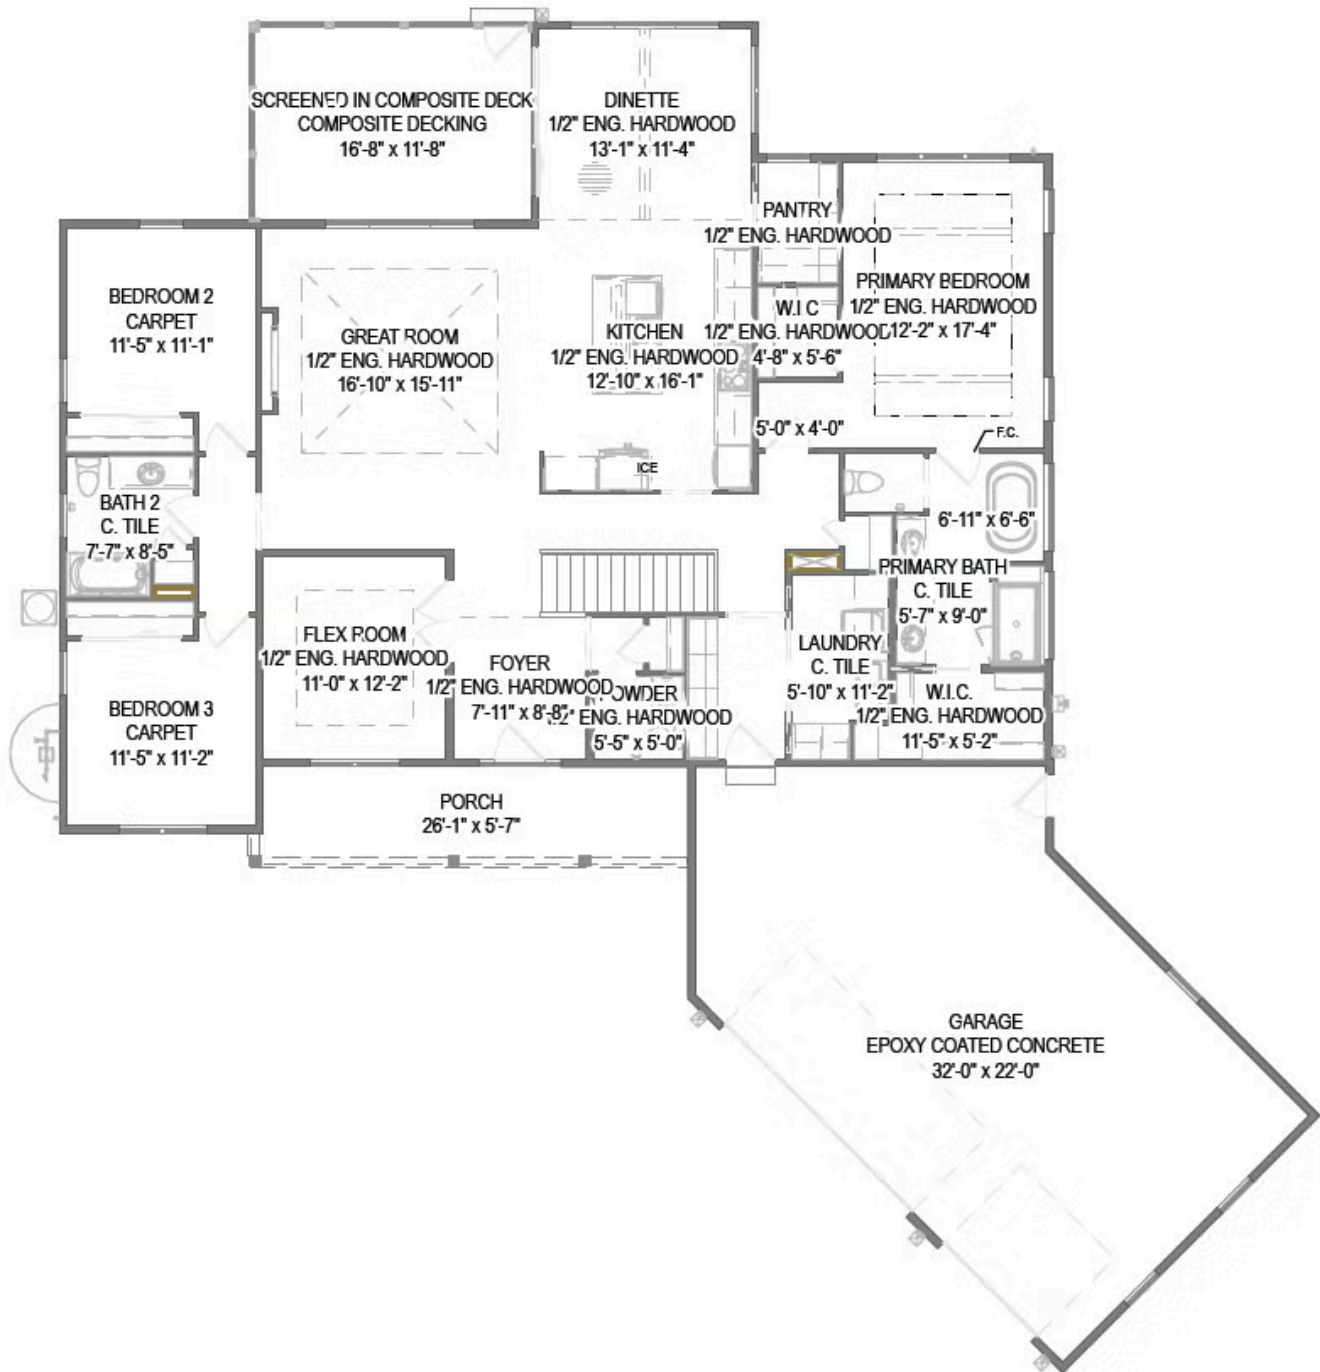 SCREENED IN COMPOSITE DECK
COMPOSITE DECKING
16'-8" x 11'-8"
DINETTE
1/2" ENG. HARDWOOD
13'-1" x 11'-4"
PANTRY
1/2" ENG. HARDWOOD
PRIMARY BEDROOM
1/2" ENG. HARDWOOD
12'-2" x 17'-4"
BEDROOM 2
CARPET
11'-5" x 11'-1"
GREAT ROOM
1/2" ENG. HARDWOOD
16'-10" x 15'-11"
KITCHEN
1/2" ENG. HARDWOOD
12'-10" x 16'-1"
W.I.C
1/2" ENG. HARDWOOD
4'-8" x 5'-6"
5'-0" x 4'-0"
F.C.
ICE
BATH 2
C. TILE
7'-7" x 8'-5"
6'-11" x 6'-6"
PRIMARY BATH
C. TILE
5'-7" x 9'-0"
FLEX ROOM
1/2" ENG. HARDWOOD
11'-0" x 12'-2"
FOYER
1/2" ENG. HARDWOOD
7'-11" x 8'-8"
OWDER
ENG. HARDWOOD
5'-5" x 5'-0"
LAUNDRY
C. TILE
5'-10" x 11'-2"
W.I.C.
1/2" ENG. HARDWOOD
11'-5" x 5'-2"
BEDROOM 3
CARPET
11'-5" x 11'-2"
PORCH
26'-1" x 5'-7"
GARAGE
EPOXY COATED CONCRETE
32'-0" x 22'-0"